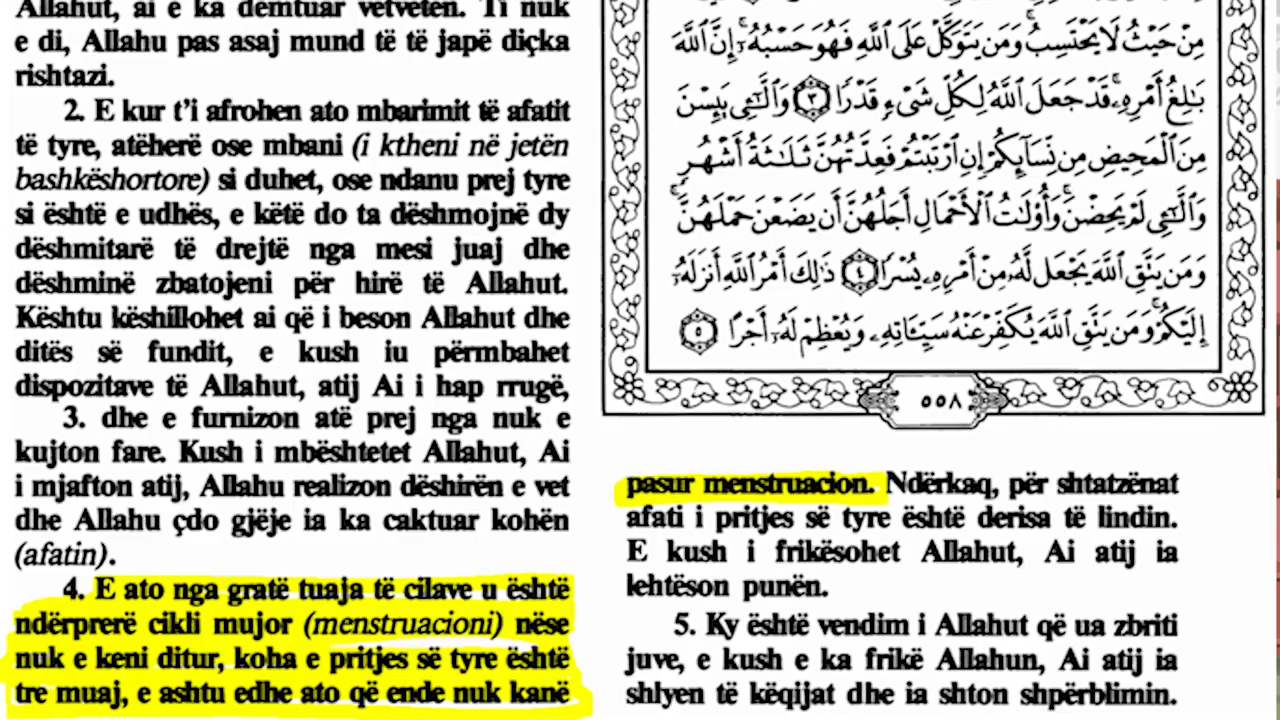 Allahut, ai e ka dëmtuar vetveten. Ti nuk
e di, Allahu pas asaj mund të të japë diçka
rishtazi.
2. E kur t’i afrohen ato mbarimit të afatit
të tyre, atëherë ose mbani (i ktheni në jetën
bashkëshortore) si duhet, ose ndanu prej tyre
si është e udhës, e këtë do ta dëshmojnë dy
dëshmitarë të drejtë nga mesi juaj dhe
dëshminë zbatojeni për hirë të Allahut.
Kështu këshillohet ai që i beson Allahut dhe
ditës së fundit, e kush iu përmbahet
dispozitave të Allahut, atij Ai i hap rrugë,
3. dhe e furnizon atë prej nga nuk e
kujton fare. Kush i mbështetet Allahut, Ai
i mjafton atij, Allahu realizon dëshirën e vet
dhe Allahu çdo gjëje ia ka caktuar kohën
(afatin).
4. E ato nga gratë tuaja të cilave u është
ndërprerë cikli mujor (menstruacioni) nëse
nuk e keni ditur, koha e pritjes së tyre është
tre muaj, e ashtu edhe ato që ende nuk kanë
مِنْ حَيْثُ لَا يَحْتَسِبُ ۚ وَمَن يَتَوَكَّلْ عَلَى ٱللَّهِ فَهُوَ حَسْبُهُۥٓ ۚ إِنَّ ٱللَّهَ
بَٰلِغُ أَمْرِهِۦ ۚ قَدْ جَعَلَ ٱللَّهُ لِكُلِّ شَىْءٍ قَدْرًا ٣ وَٱلَّٰٓـِٔى يَئِسْنَ
مِنَ ٱلْمَحِيضِ مِن نِّسَآئِكُمْ إِنِ ٱرْتَبْتُمْ فَعِدَّتُهُنَّ ثَلَٰثَةُ أَشْهُرٍ
وَٱلَّٰٓـِٔى لَمْ يَحِضْنَ ۚ وَأُو۟لَٰتُ ٱلْأَحْمَالِ أَجَلُهُنَّ أَن يَضَعْنَ حَمْلَهُنَّ ۚ
وَمَن يَتَّقِ ٱللَّهَ يَجْعَل لَّهُۥ مِنْ أَمْرِهِۦ يُسْرًا ٤ ذَٰلِكَ أَمْرُ ٱللَّهِ أَنزَلَهُۥٓ
إِلَيْكُمْ ۚ وَمَن يَتَّقِ ٱللَّهَ يُكَفِّرْ عَنْهُ سَيِّـَٔاتِهِۦ وَيُعْظِمْ لَهُۥٓ أَجْرًا ٥
٥٥٨
pasur menstruacion. Ndërkaq, për shtatzënat
afati i pritjes së tyre është derisa të lindin.
E kush i frikësohet Allahut, Ai atij ia
lehtëson punën.
5. Ky është vendim i Allahut që ua zbriti
juve, e kush e ka frikë Allahun, Ai atij ia
shlyen të këqijat dhe ia shton shpërblimin.